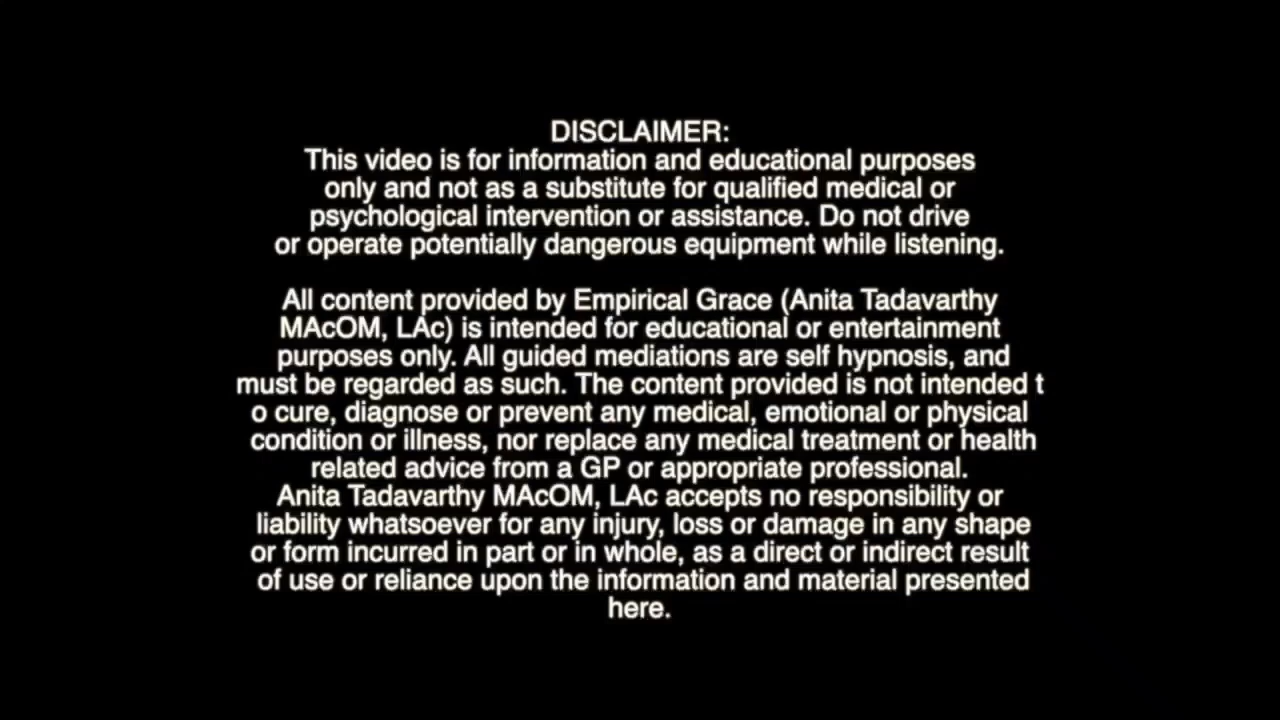 DISCLAIMER:
This video is for information and educational purposes
only and not as a substitute for qualified medical or
psychological intervention or assistance. Do not drive
or operate potentially dangerous equipment while listening.
All content provided by Empirical Grace (Anita Tadavarthy
MAcOM, LAc) is intended for educational or entertainment
purposes only. All guided mediations are self hypnosis, and
must be regarded as such. The content provided is not intended t
o cure, diagnose or prevent any medical, emotional or physical
condition or illness, nor replace any medical treatment or health
related advice from a GP or appropriate professional.
Anita Tadavarthy MAcOM, LAc accepts no responsibility or
liability whatsoever for any injury, loss or damage in any shape
or form incurred in part or in whole, as a direct or indirect result
of use or reliance upon the information and material presented
here.